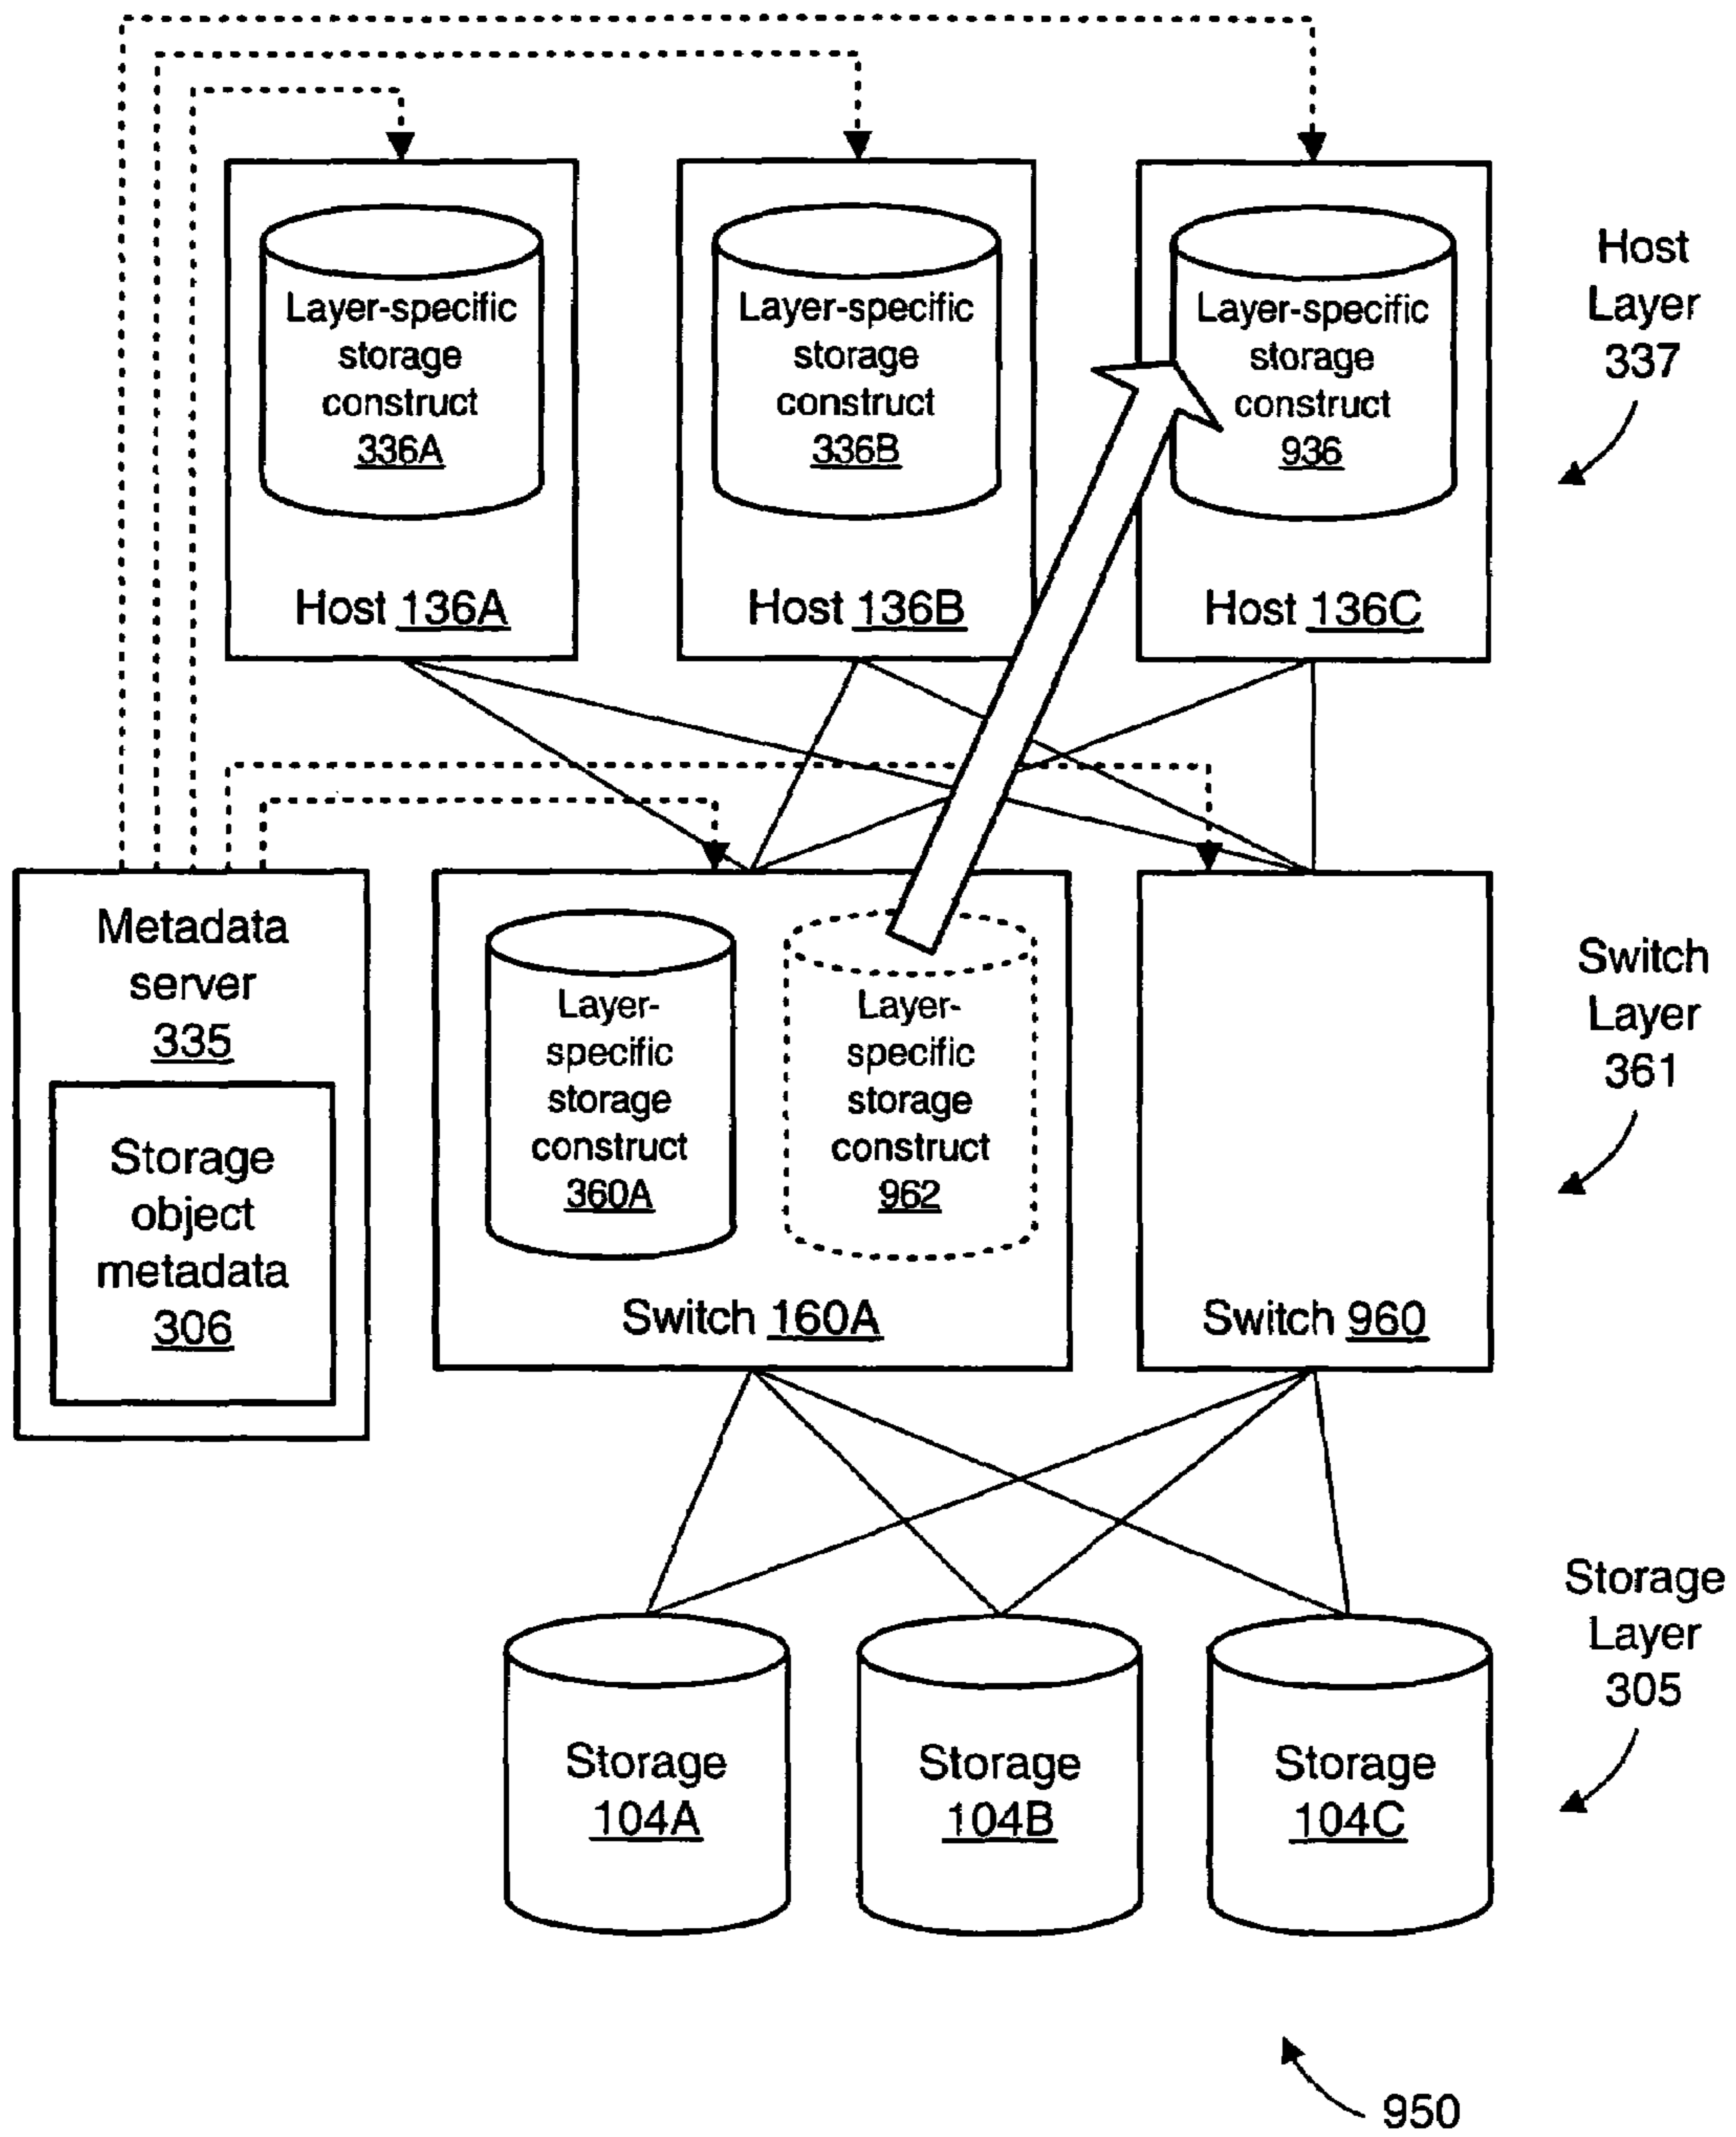 Layer-specific
storage
construct
336A
Host 136A
Layer-specific
storage
construct
336B
Host 136B
Layer-specific
storage
construct
936
Host 136C
Host
Layer
337
Metadata
server
335
Storage
object
metadata
306
Layer-
specific
storage
construct
360A
Layer-
specific
storage
construct
962
Switch 160A
Switch 960
Switch
Layer
361
Storage
104A
Storage
104B
Storage
104C
Storage
Layer
305
950